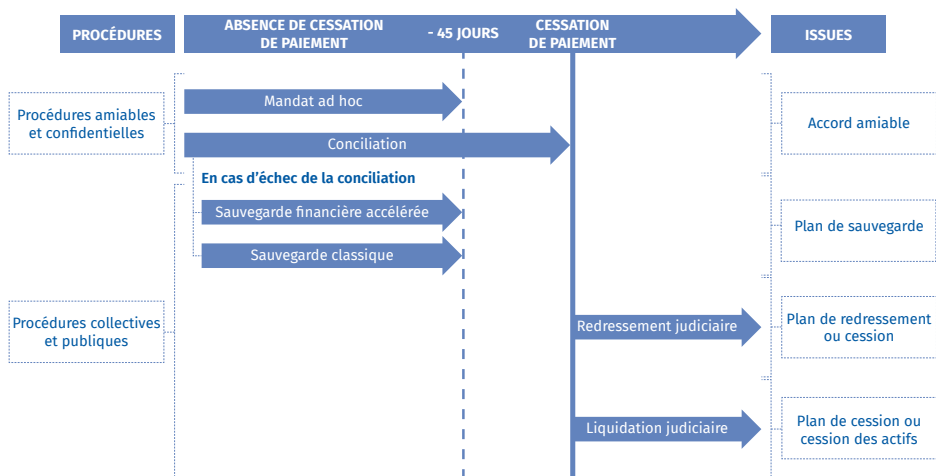 PROCÉDURES
ABSENCE DE CESSATION
DE PAIEMENT
- 45 JOURS
CESSATION
DE PAIEMENT
ISSUES
Procédures amiables
et confidentielles
Mandat ad hoc
Conciliation
Accord amiable
En cas d’échec de la conciliation
Sauvegarde financière accélérée
Sauvegarde classique
Plan de sauvegarde
Procédures collectives
et publiques
Redressement judiciaire
Plan de redressement
ou cession
Liquidation judiciaire
Plan de cession ou
cession des actifs